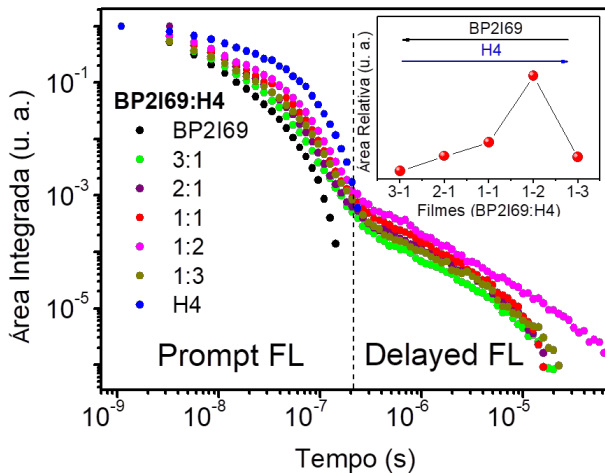 Área Integrada (u. a.)
10⁻¹
10⁻³
10⁻⁵
BP2I69:H4
BP2I69
3:1
2:1
1:1
1:2
1:3
H4
Prompt FL
Delayed FL
10⁻⁹
10⁻⁸
10⁻⁷
10⁻⁶
10⁻⁵
Tempo (s)
Área Relativa (u. a.)
BP2I69
H4
3-1
2-1
1-1
1-2
1-3
Filmes (BP2I69:H4)